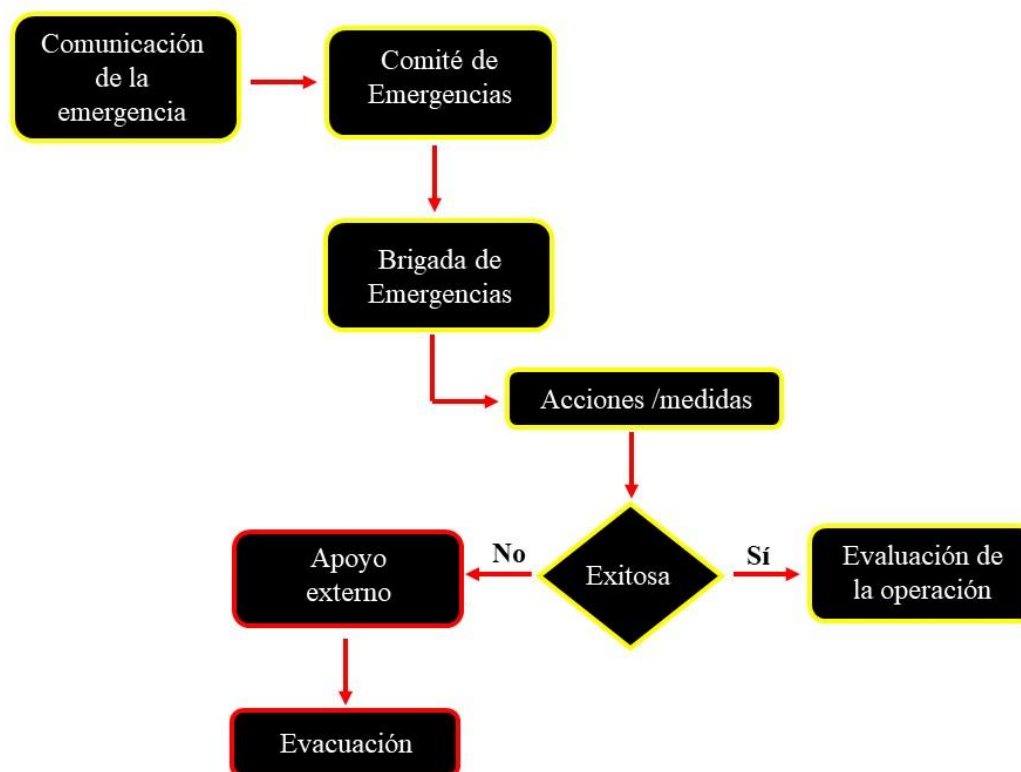 Comunicación
de la
emergencia
Comité de
Emergencias
Brigada de
Emergencias
Acciones /medidas
Exitosa
No
Sí
Apoyo
externo
Evaluación de
la operación
Evacuación